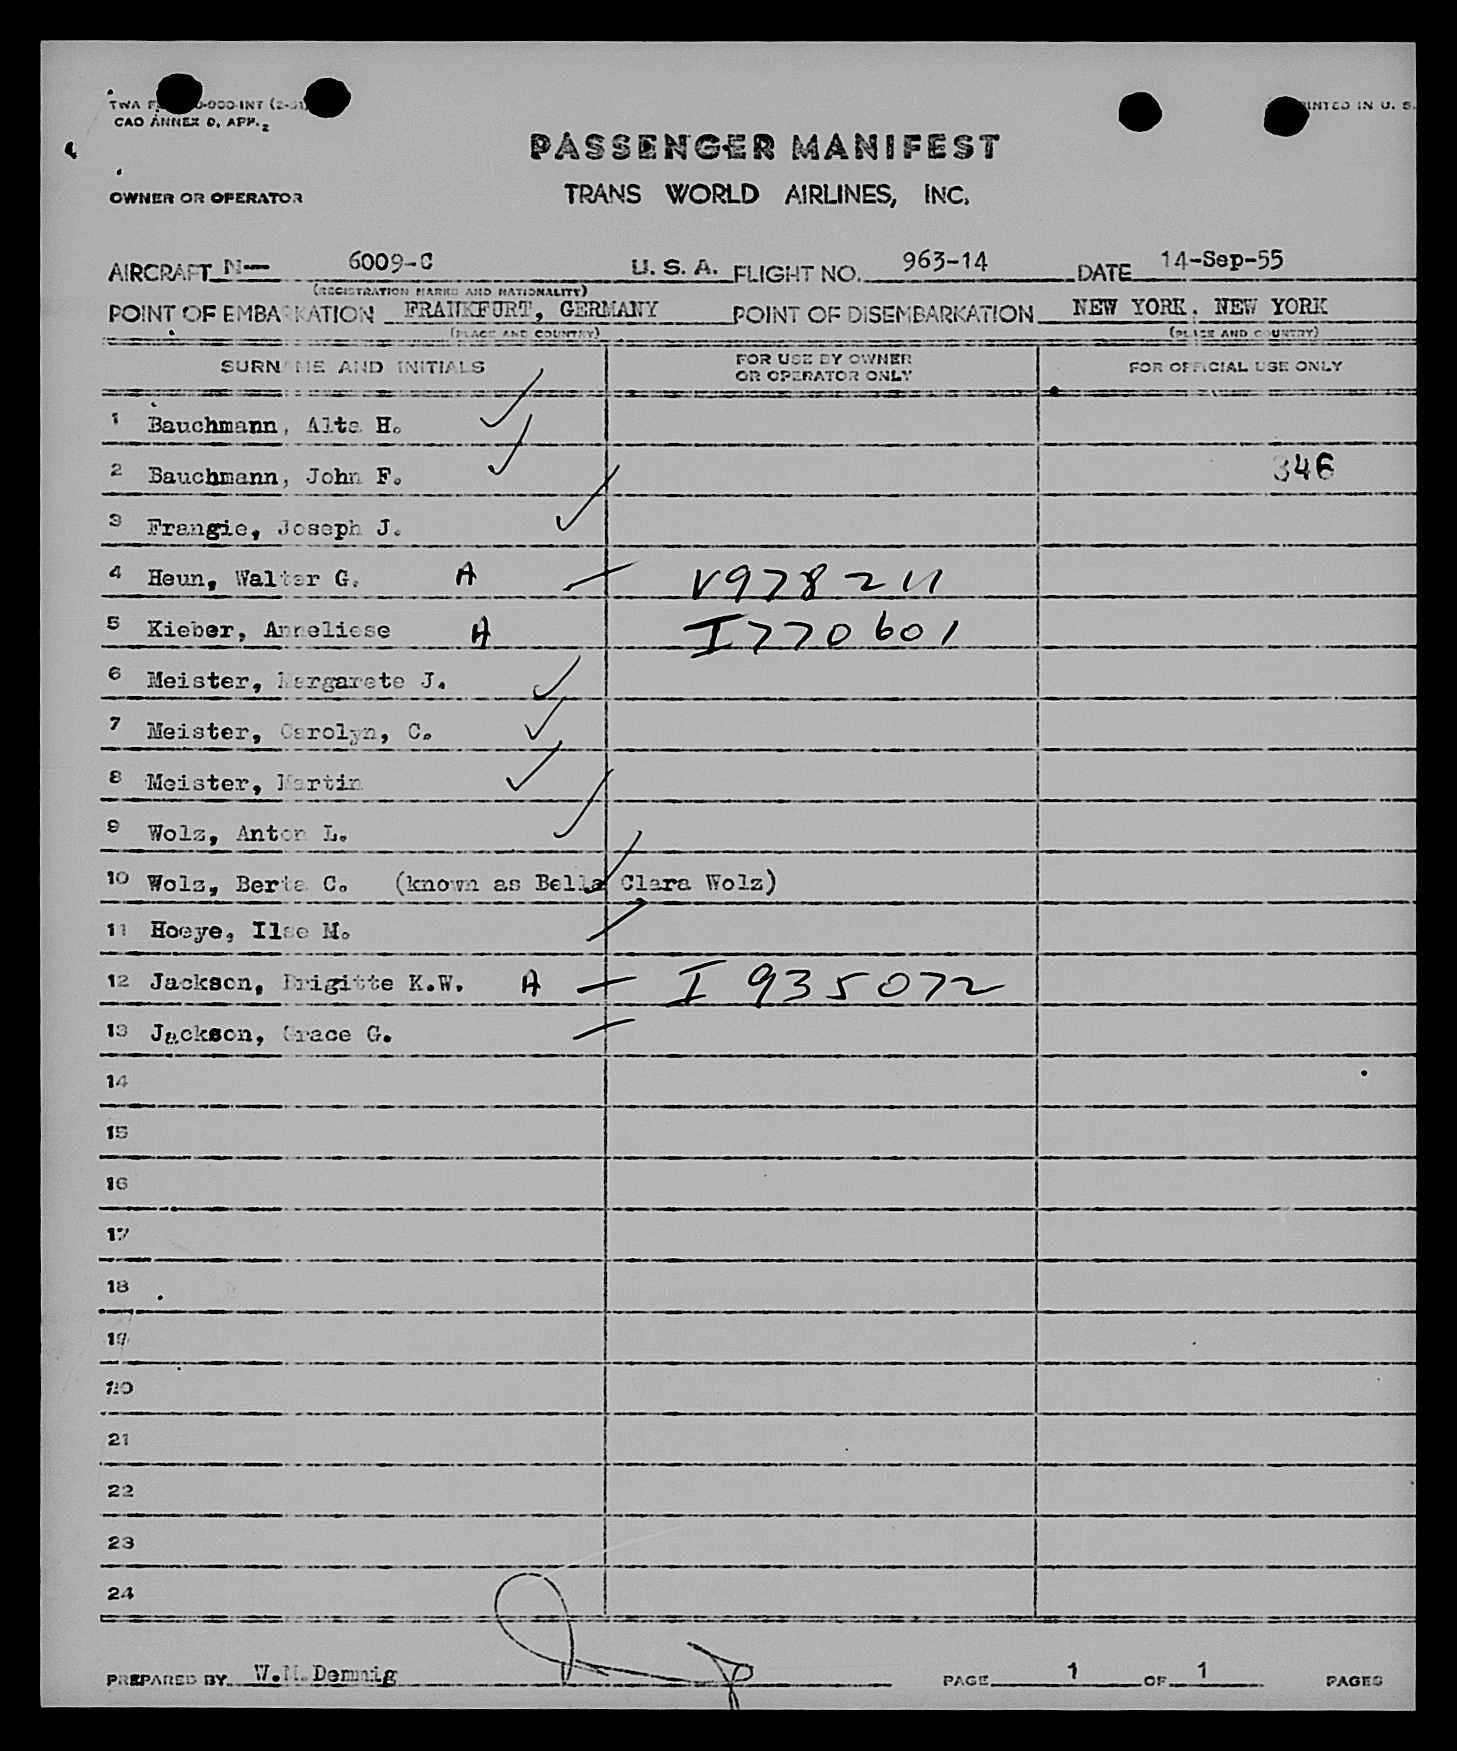 CAO ANNEX 9, APP. 2
PRINTED IN U. S.
PASSENGER MANIFEST
OWNER OR OPERATOR
TRANS WORLD AIRLINES, INC.
AIRCRAFT N— 6009-C U. S. A. FLIGHT NO. 963-14 DATE 14-Sep-55
(REGISTRATION MARKS AND NATIONALITY)
POINT OF EMBARKATION FRANKFURT, GERMANY POINT OF DISEMBARKATION NEW YORK, NEW YORK
(PLACE AND COUNTRY) (PLACE AND COUNTRY)
SURNAME AND INITIALS FOR USE BY OWNER OR OPERATOR ONLY FOR OFFICIAL USE ONLY
1 Bauchmann, Alta H.
2 Bauchmann, John F. 346
3 Frangie, Joseph J.
4 Heun, Walter G. A V978211
5 Kieber, Anneliese A I770601
6 Meister, Margarete J.
7 Meister, Carolyn, C.
8 Meister, Martin
9 Wolz, Anton L.
10 Wolz, Berta C. (known as Bella Clara Wolz)
11 Hoeye, Ilse M.
12 Jackson, Brigitte K.W. A I 935072
13 Jackson, Grace G.
14
15
16
17
18
19
20
21
22
23
24
PREPARED BY W.M.Demnig PAGE 1 OF 1 PAGES